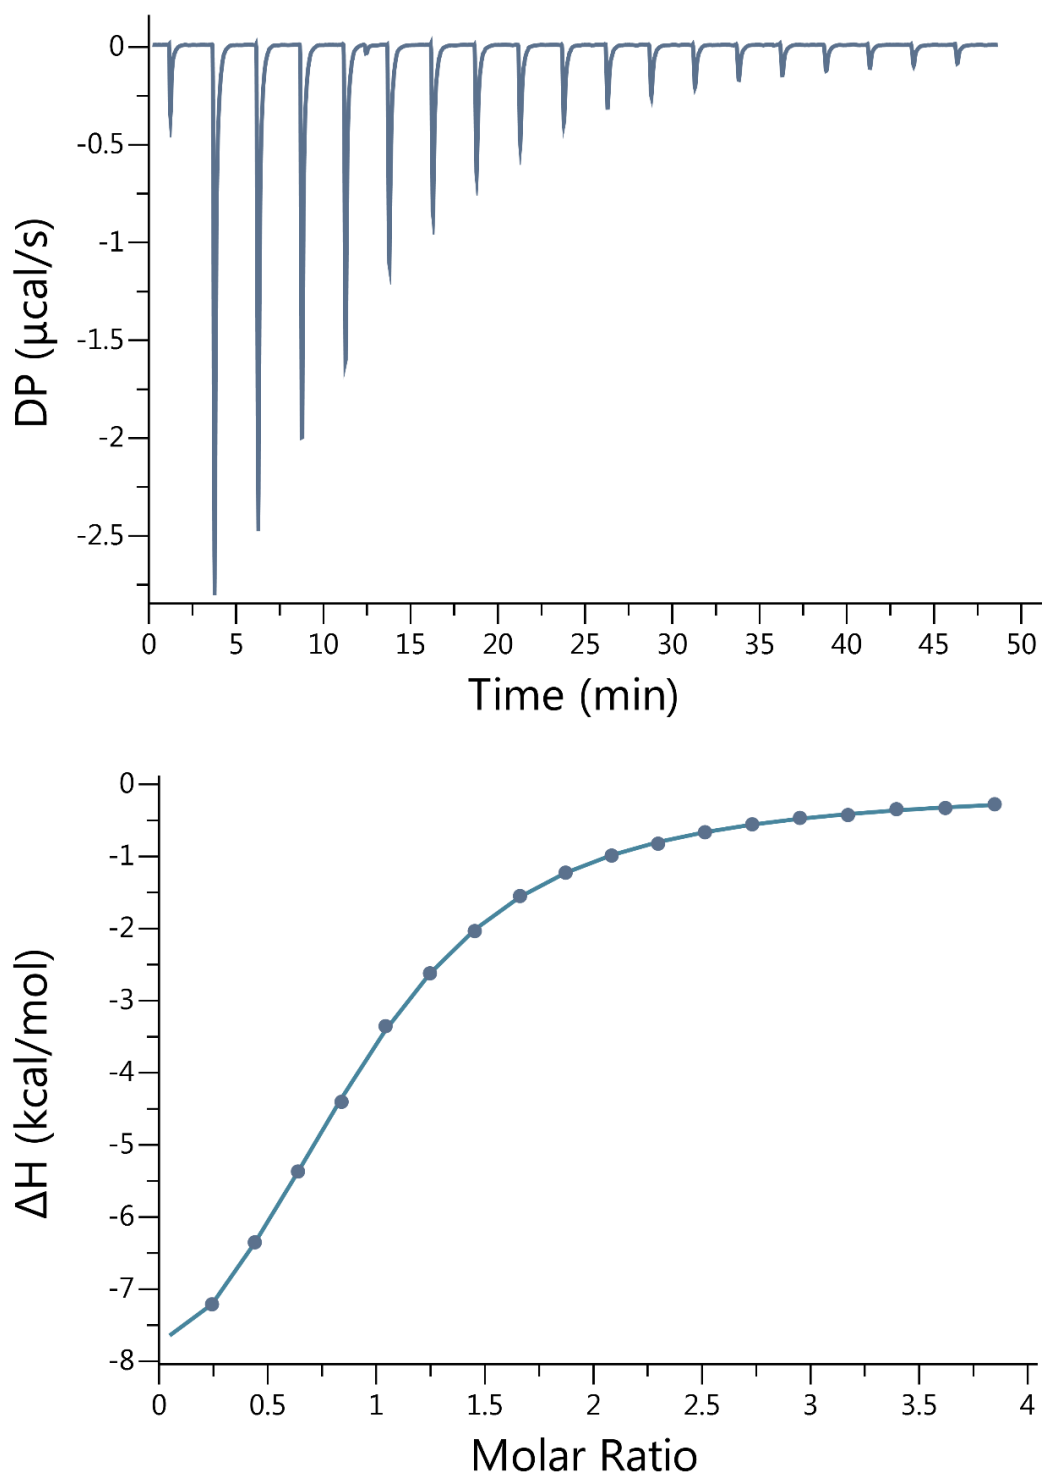 0
-0.5
-1
-1.5
-2
-2.5
DP (µcal/s)
0 5 10 15 20 25 30 35 40 45 50
Time (min)
0
-1
-2
-3
-4
-5
-6
-7
-8
ΔH (kcal/mol)
0 0.5 1 1.5 2 2.5 3 3.5 4
Molar Ratio